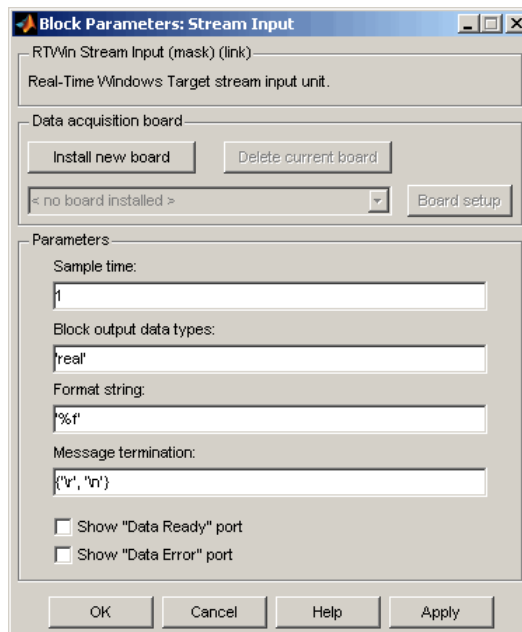 Block Parameters: Stream Input
RTWin Stream Input (mask) (link)
Real-Time Windows Target stream input unit.
Data acquisition board
Install new board
Delete current board
< no board installed >
Board setup
Parameters
Sample time:
1
Block output data types:
'real'
Format string:
'%f'
Message termination:
{'\r', '\n'}
Show "Data Ready" port
Show "Data Error" port
OK Cancel Help Apply